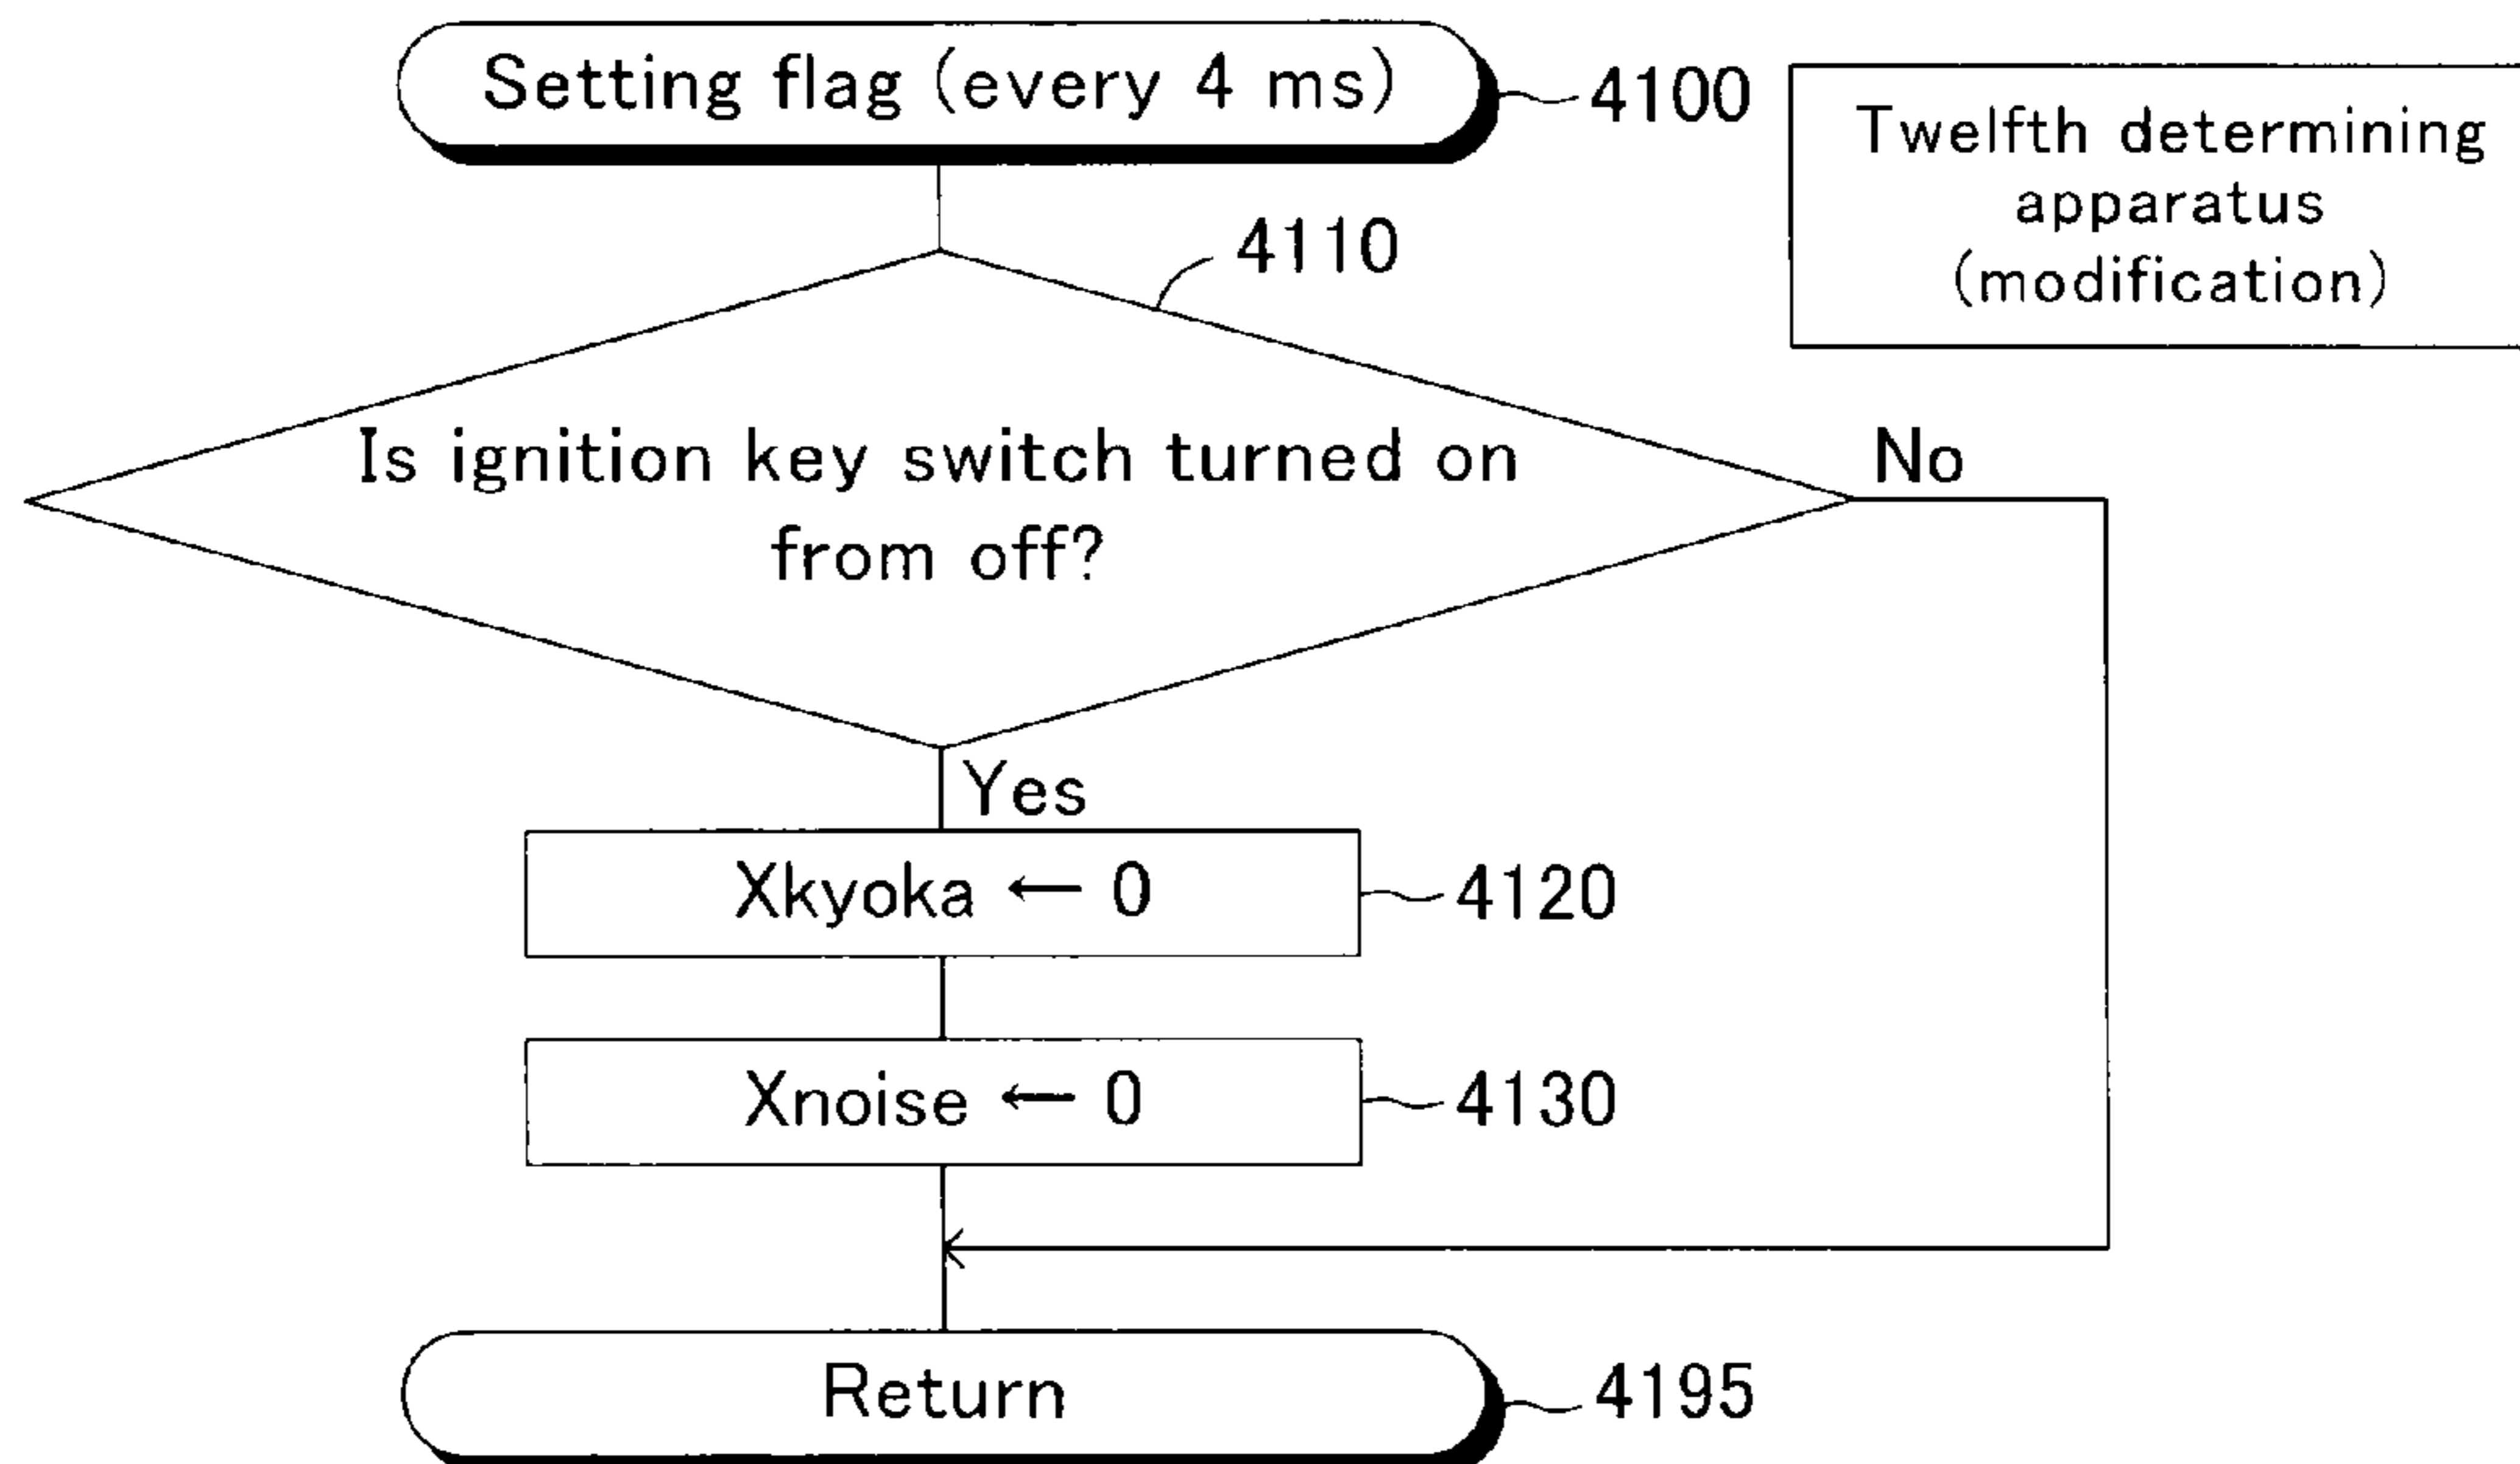 Setting flag (every 4 ms)
4100
Twelfth determining
apparatus
(modification)
4110
Is ignition key switch turned on
from off?
No
Yes
Xkyoka ← 0
4120
Xnoise ← 0
4130
Return
4195